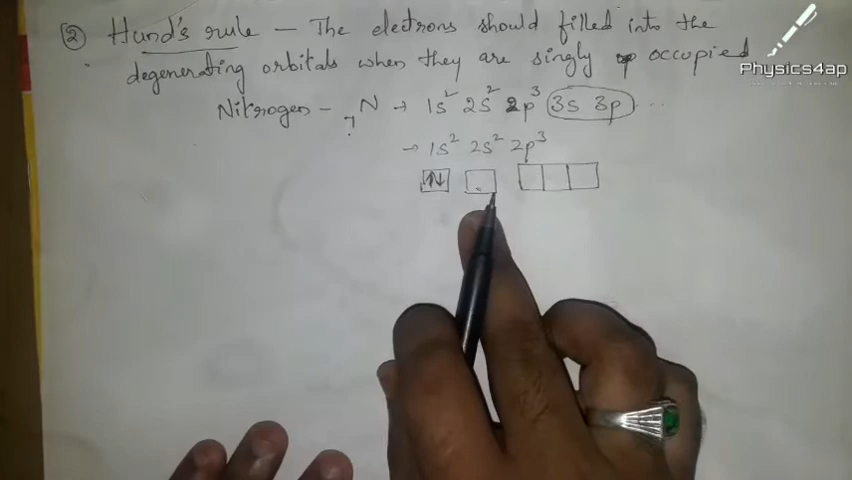 ② Hund's rule — The electrons should filled into the
degenerating orbitals when they are singly occupied
Nitrogen – ₇N → 1s² 2s² 2p³ 3s 3p ...
→ 1s² 2s² 2p³
↑↓
Physics4ap